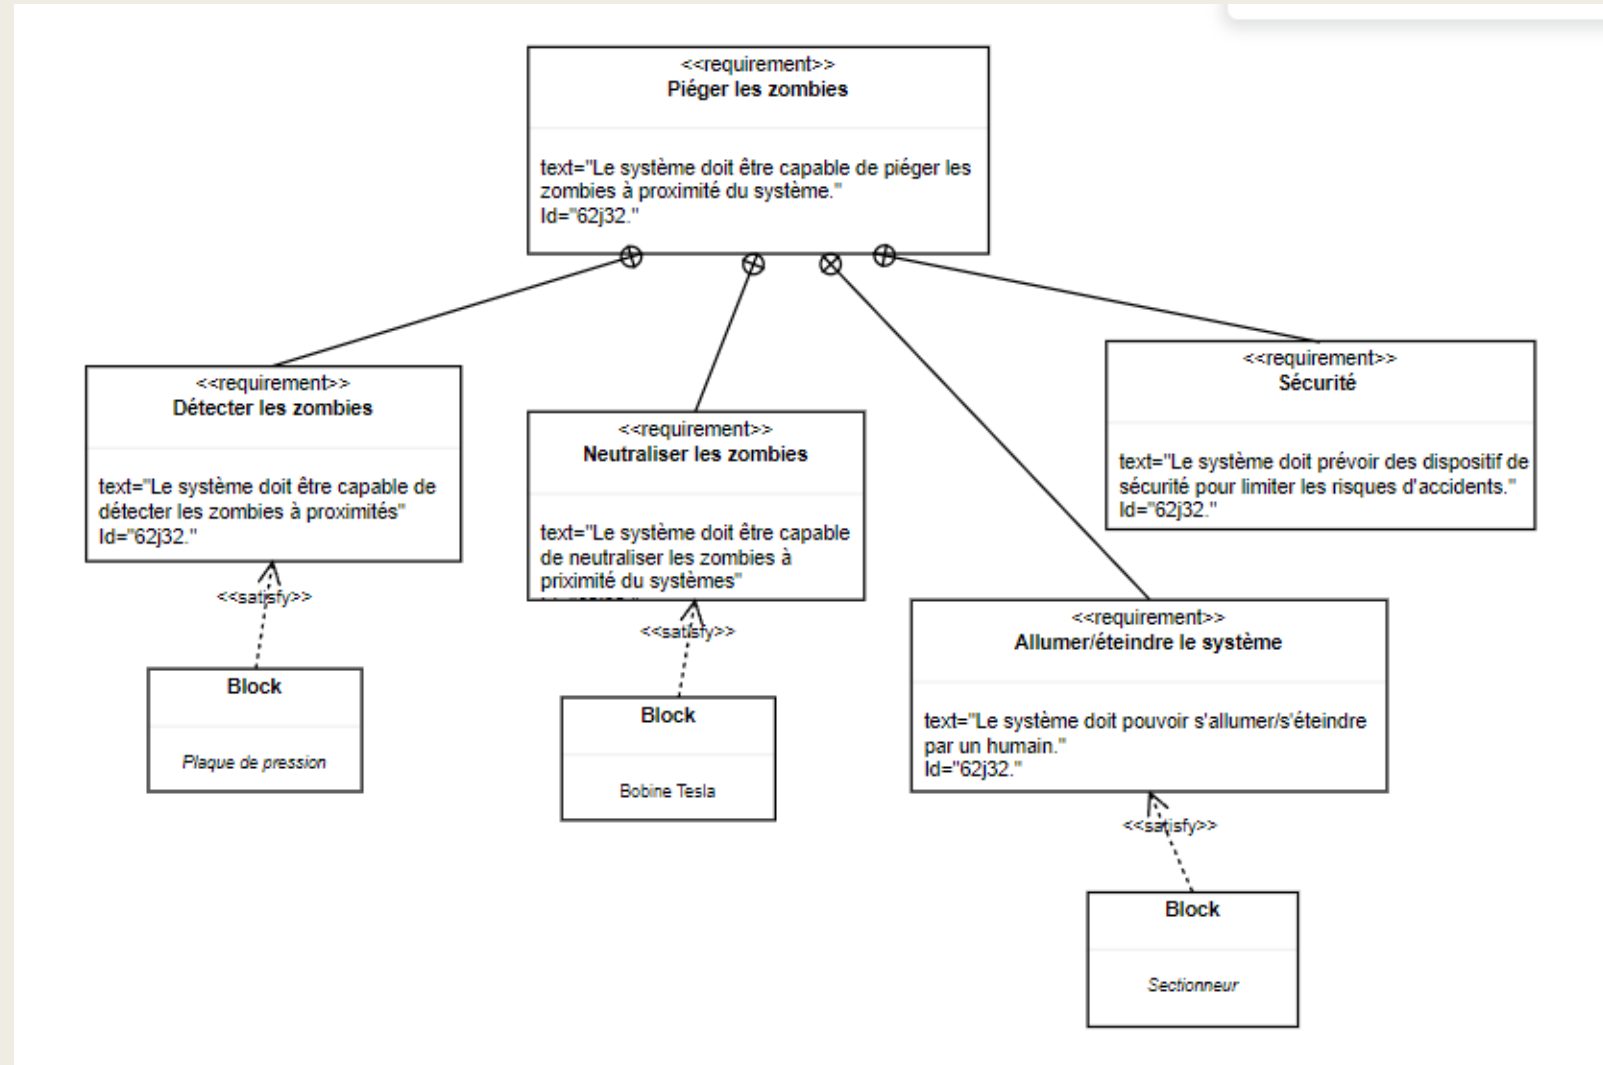 <<requirement>>
Piéger les zombies
text="Le système doit être capable de piéger les
zombies à proximité du système."
Id="62j32."
<<requirement>>
Détecter les zombies
text="Le système doit être capable de
détecter les zombies à proximités"
Id="62j32."
<<satisfy>>
Block
Plaque de pression
<<requirement>>
Neutraliser les zombies
text="Le système doit être capable
de neutraliser les zombies à
priximité du systèmes"
<<satisfy>>
Block
Bobine Tesla
<<requirement>>
Allumer/éteindre le système
text="Le système doit pouvoir s'allumer/s'éteindre
par un humain."
Id="62j32."
<<satisfy>>
Block
Sectionneur
<<requirement>>
Sécurité
text="Le système doit prévoir des dispositif de
sécurité pour limiter les risques d'accidents."
Id="62j32."